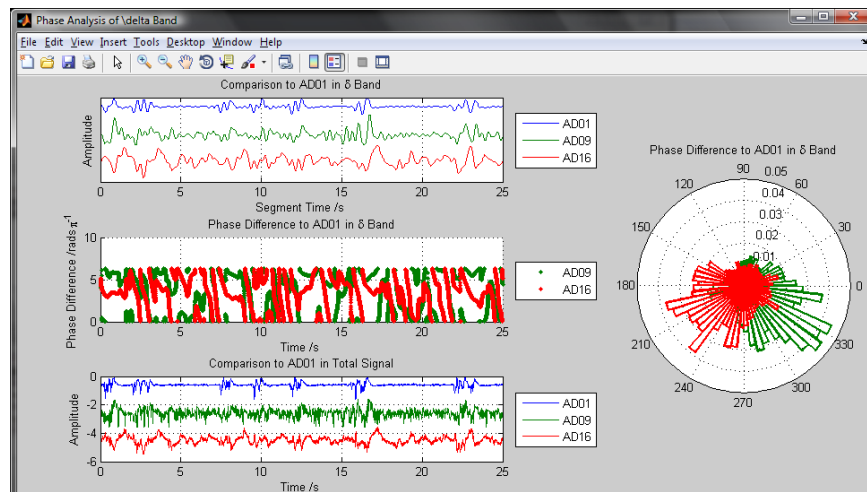 Phase Analysis of \delta Band
File Edit View Insert Tools Desktop Window Help
Comparison to AD01 in δ Band
Amplitude
0 5 10 15 20 25
Segment Time /s
AD01
AD09
AD16
Phase Difference to AD01 in δ Band
Phase Difference /rads π⁻¹
10
5
0
0 5 10 15 20 25
Time /s
AD09
AD16
Comparison to AD01 in Total Signal
Amplitude
0
-2
-4
-6
0 5 10 15 20 25
Time /s
AD01
AD09
AD16
Phase Difference to AD01 in δ Band
90 0.05
120 0.04 60
0.03
150 0.02 30
0.01
180 0
210 330
240 300
270